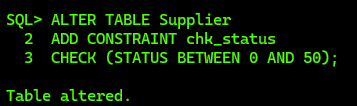 SQL> ALTER TABLE Supplier
  2  ADD CONSTRAINT chk_status
  3  CHECK (STATUS BETWEEN 0 AND 50);

Table altered.